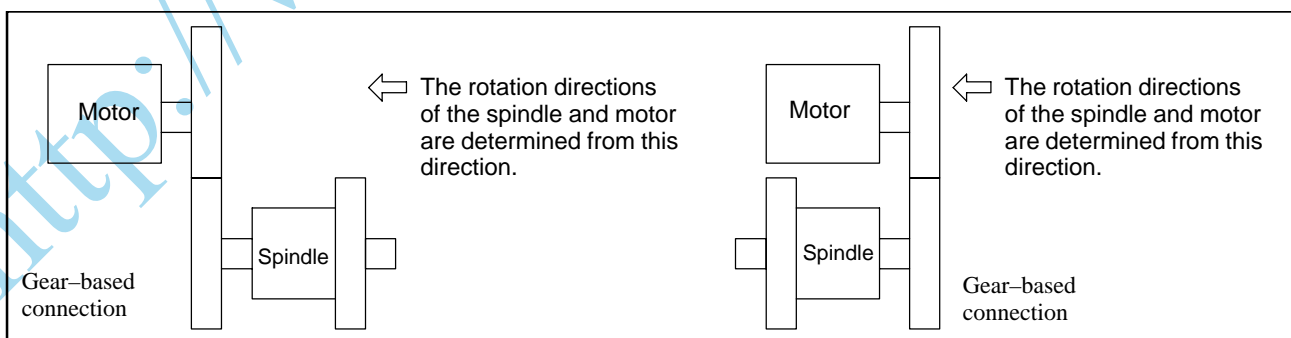 http://
Motor
The rotation directions
of the spindle and motor
are determined from this
direction.
Spindle
Gear–based
connection
Motor
The rotation directions
of the spindle and motor
are determined from this
direction.
Spindle
Gear–based
connection